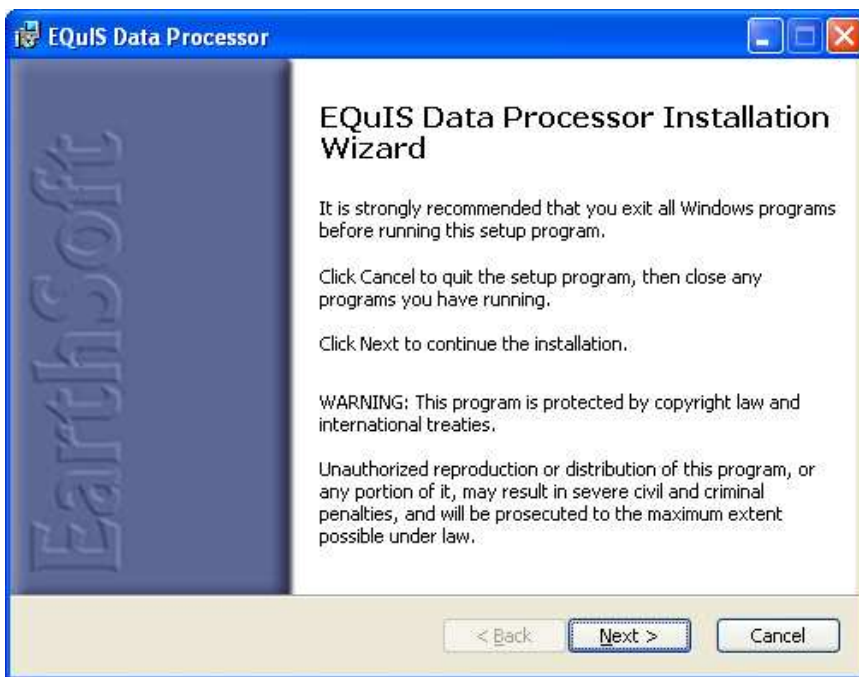 EQuIS Data Processor
EarthSoft
EQuIS Data Processor Installation
Wizard
It is strongly recommended that you exit all Windows programs
before running this setup program.
Click Cancel to quit the setup program, then close any
programs you have running.
Click Next to continue the installation.
WARNING: This program is protected by copyright law and
international treaties.
Unauthorized reproduction or distribution of this program, or
any portion of it, may result in severe civil and criminal
penalties, and will be prosecuted to the maximum extent
possible under law.
< Back Next > Cancel